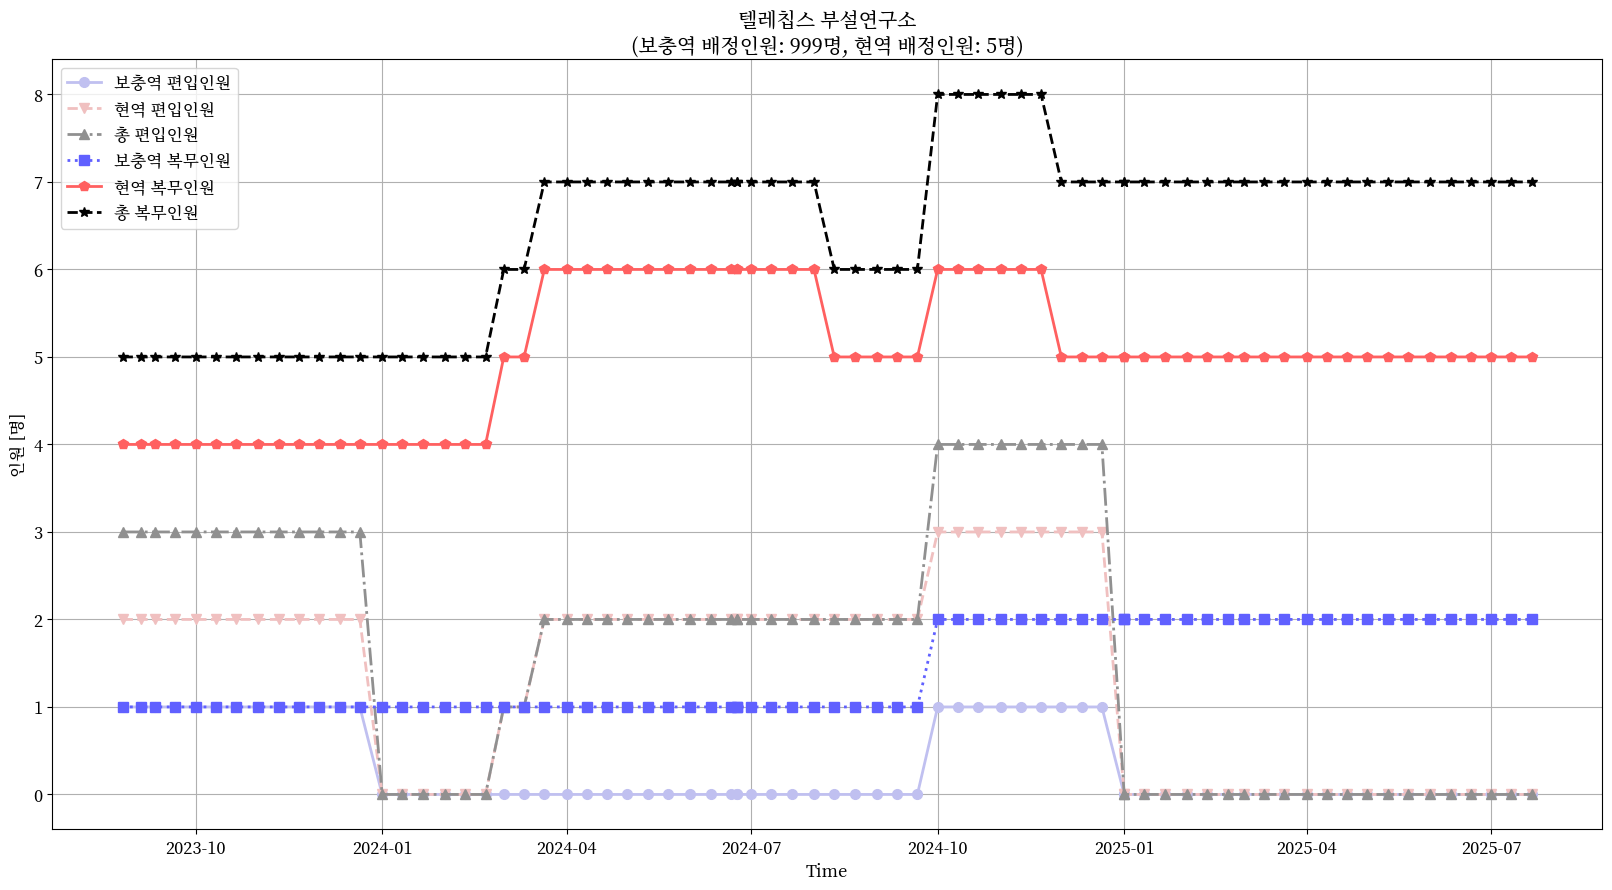 텔레칩스 부설연구소
(보충역 배정인원: 999명, 현역 배정인원: 5명)
보충역 편입인원
현역 편입인원
총 편입인원
보충역 복무인원
현역 복무인원
총 복무인원
인원 [명]
8
7
6
5
4
3
2
1
0
2023-10
2024-01
2024-04
2024-07
2024-10
2025-01
2025-04
2025-07
Time